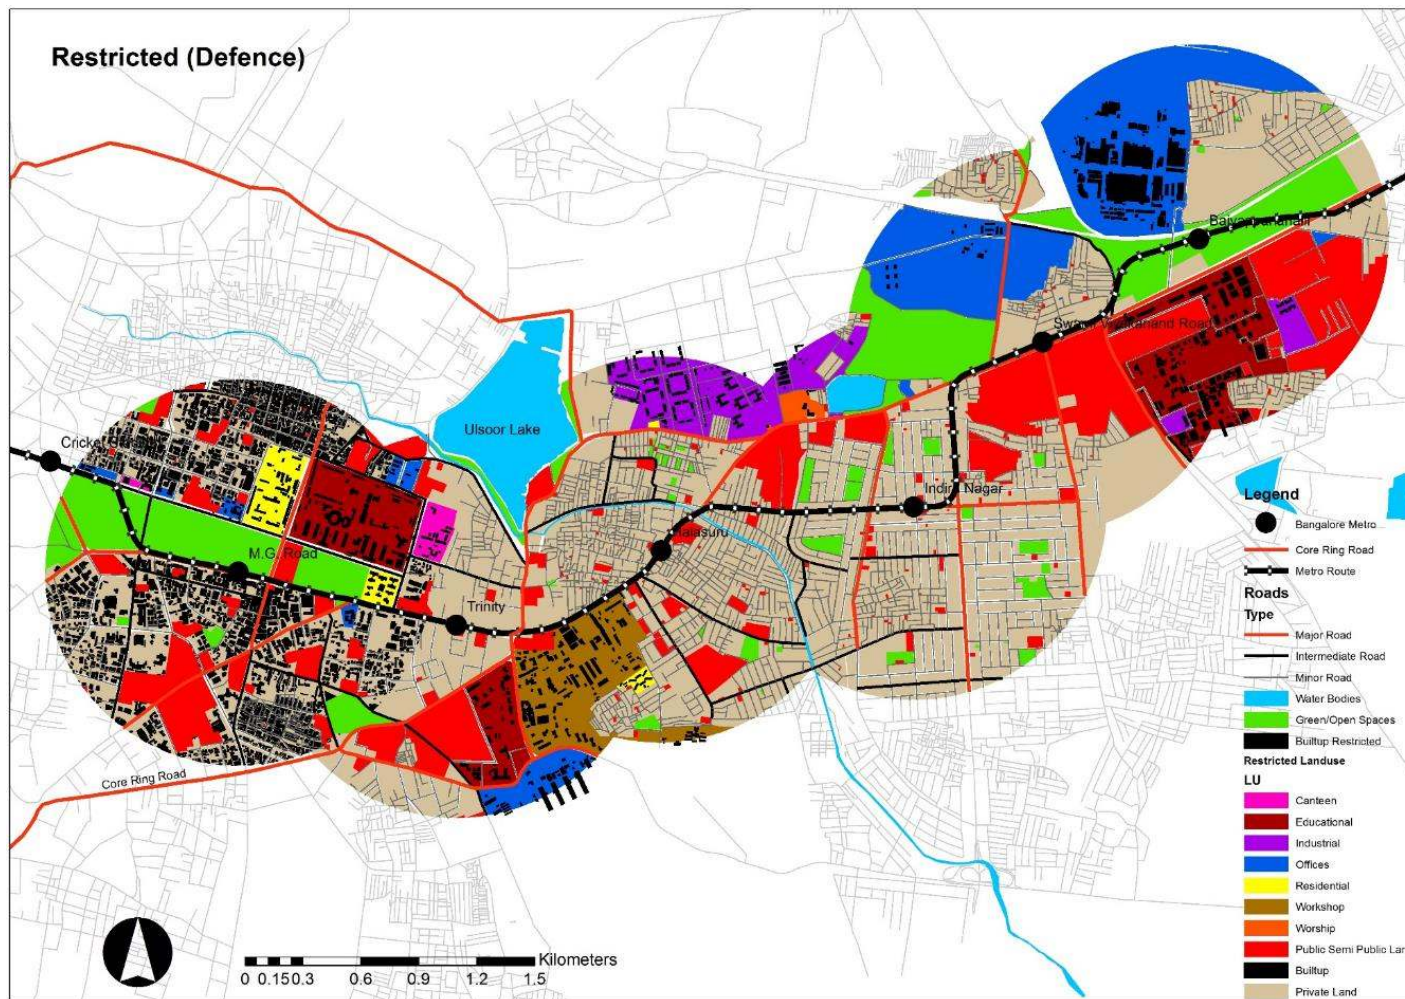 Restricted (Defence)
Baiyappanahalli
Swami Vivekanand Road
Ulsoor Lake
Indira Nagar
Halasuru
M.G. Road
Trinity
Core Ring Road
Kilometers
0 0.15 0.3 0.6 0.9 1.2 1.5
Legend
Bangalore Metro
Core Ring Road
Metro Route
Roads
Type
Major Road
Intermediate Road
Minor Road
Water Bodies
Green/Open Spaces
Builtup Restricted
Restricted Landuse
LU
Canteen
Educational
Industrial
Offices
Residential
Workshop
Worship
Public Semi Public Lan
Builtup
Private Land
Cricket